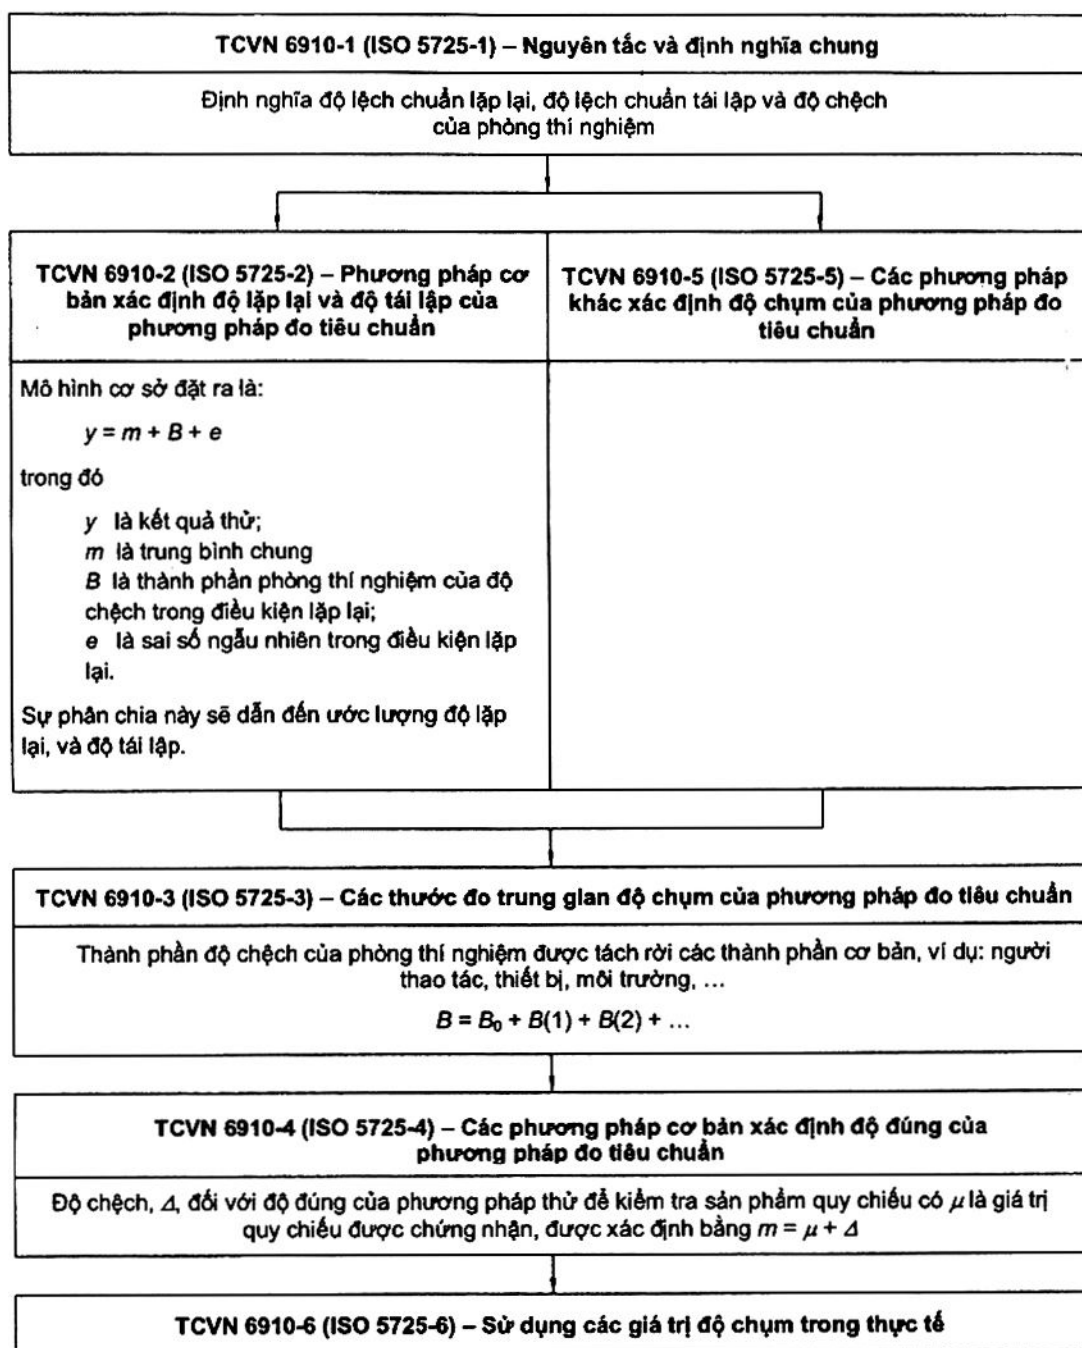 TCVN 6910-1 (ISO 5725-1) – Nguyên tắc và định nghĩa chung
Định nghĩa độ lệch chuẩn lặp lại, độ lệch chuẩn tái lập và độ chệch
của phòng thí nghiệm
TCVN 6910-2 (ISO 5725-2) – Phương pháp cơ
bản xác định độ lặp lại và độ tái lập của
phương pháp đo tiêu chuẩn
Mô hình cơ sở đặt ra là:
y = m + B + e
trong đó
y là kết quả thử;
m là trung bình chung
B là thành phần phòng thí nghiệm của độ
chệch trong điều kiện lặp lại;
e là sai số ngẫu nhiên trong điều kiện lặp
lại.
Sự phân chia này sẽ dẫn đến ước lượng độ lặp
lại, và độ tái lập.
TCVN 6910-5 (ISO 5725-5) – Các phương pháp
khác xác định độ chụm của phương pháp đo
tiêu chuẩn
TCVN 6910-3 (ISO 5725-3) – Các thước đo trung gian độ chụm của phương pháp đo tiêu chuẩn
Thành phần độ chệch của phòng thí nghiệm được tách rời các thành phần cơ bản, ví dụ: người
thao tác, thiết bị, môi trường, ...
B = B₀ + B(1) + B(2) + ...
TCVN 6910-4 (ISO 5725-4) – Các phương pháp cơ bản xác định độ đúng của
phương pháp đo tiêu chuẩn
Độ chệch, Δ, đối với độ đúng của phương pháp thử để kiểm tra sản phẩm quy chiếu có μ là giá trị
quy chiếu được chứng nhận, được xác định bằng m = μ + Δ
TCVN 6910-6 (ISO 5725-6) – Sử dụng các giá trị độ chụm trong thực tế